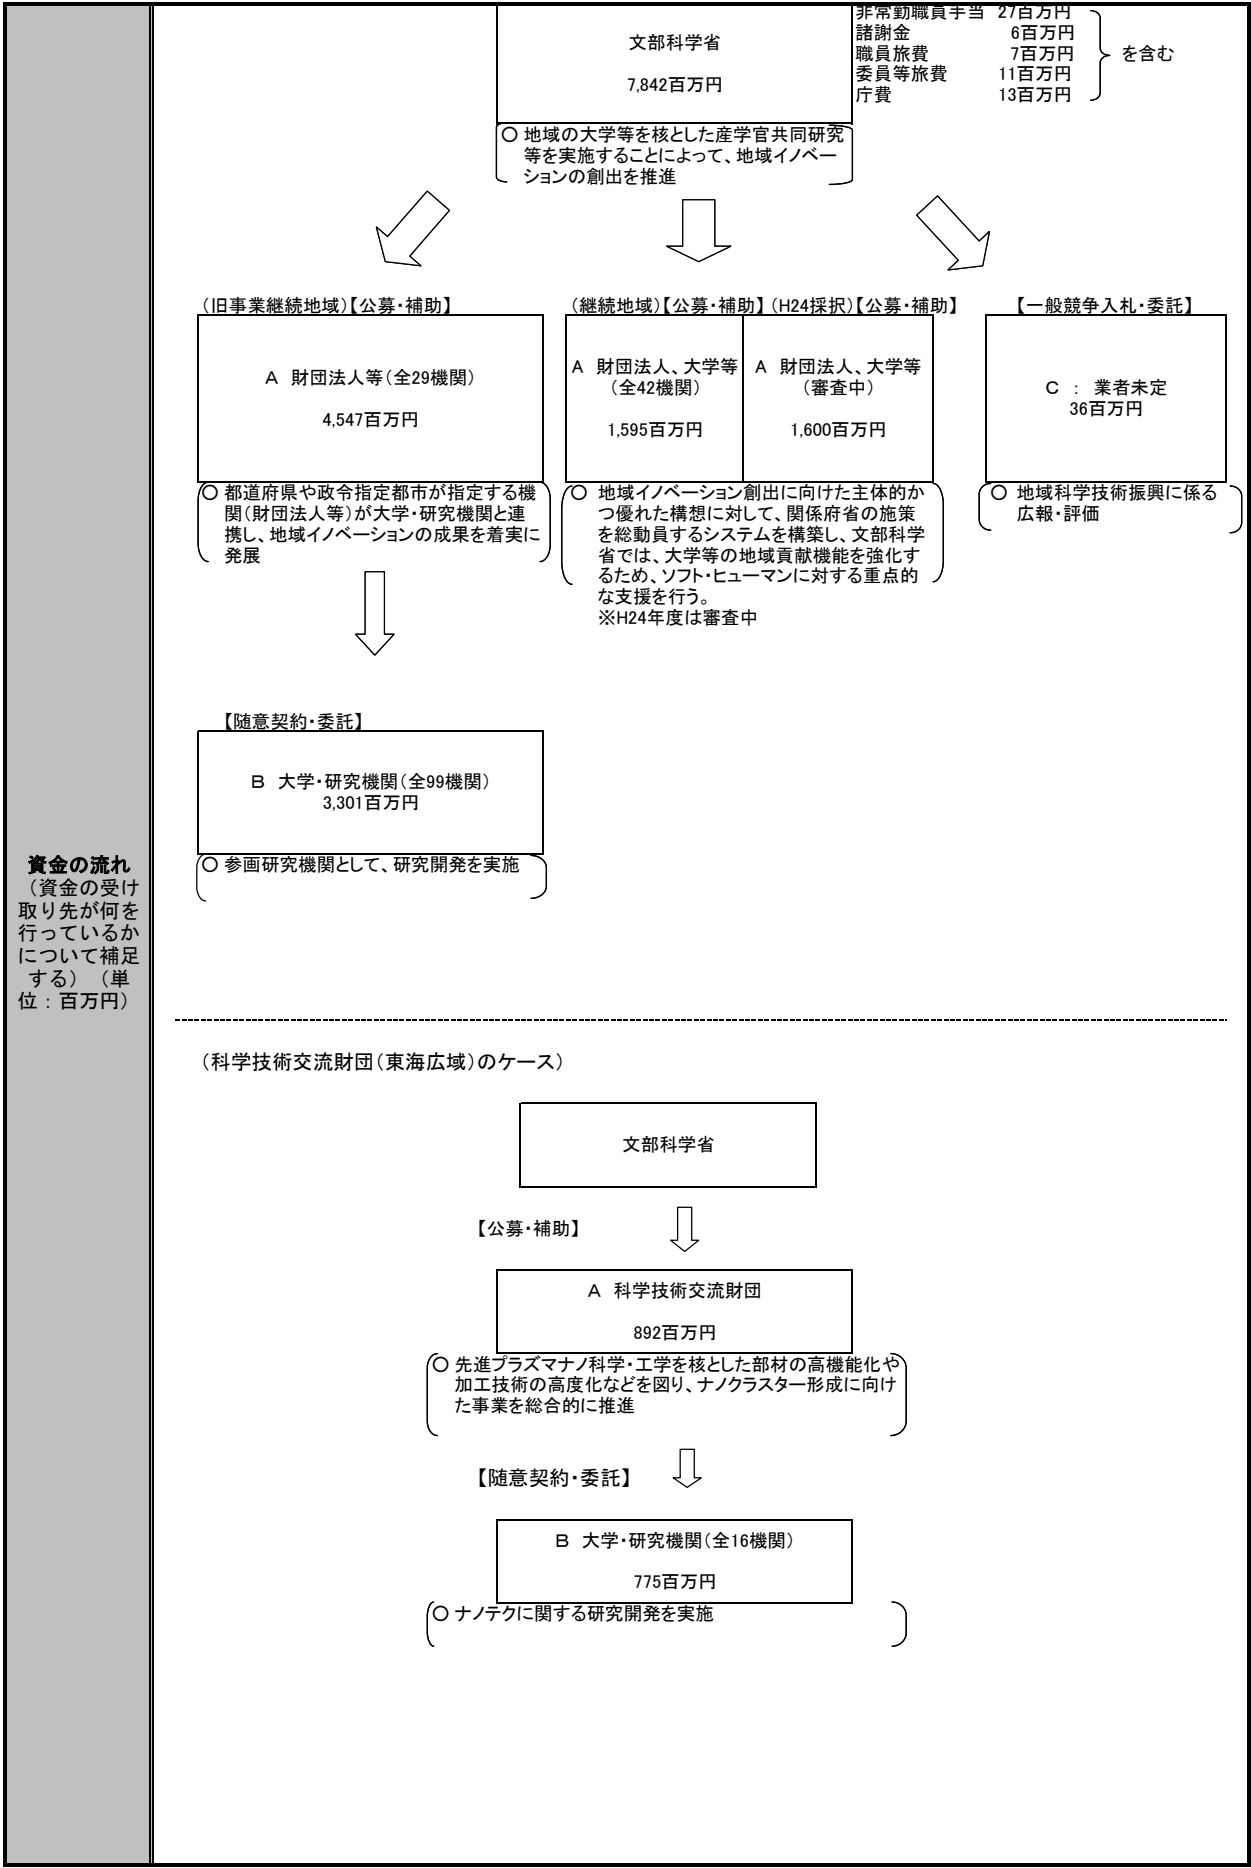 文部科学省
7,842百万円
非常勤職員手当 27百万円
諸謝金 6百万円
職員旅費 7百万円
委員等旅費 11百万円
庁費 13百万円
を含む
○ 地域の大学等を核とした産学官共同研究
等を実施することによって、地域イノベー
ションの創出を推進
（旧事業継続地域）【公募・補助】
A 財団法人等（全29機関）
4,547百万円
○ 都道府県や政令指定都市が指定する機
関（財団法人等）が大学・研究機関と連
携し、地域イノベーションの成果を着実に
発展
（継続地域）【公募・補助】（H24採択）【公募・補助】
A 財団法人、大学等
（全42機関）
1,595百万円
A 財団法人、大学等
（審査中）
1,600百万円
○ 地域イノベーション創出に向けた主体的か
つ優れた構想に対して、関係府省の施策
を総動員するシステムを構築し、文部科学
省では、大学等の地域貢献機能を強化す
るため、ソフト・ヒューマンに対する重点的
な支援を行う。
※H24年度は審査中
【一般競争入札・委託】
C ： 業者未定
36百万円
○ 地域科学技術振興に係る
広報・評価
【随意契約・委託】
B 大学・研究機関（全99機関）
3,301百万円
○ 参画研究機関として、研究開発を実施
資金の流れ
（資金の受け
取り先が何を
行っているか
について補足
する）（単
位：百万円）
（科学技術交流財団（東海広域）のケース）
文部科学省
【公募・補助】
A 科学技術交流財団
892百万円
○ 先進プラズマナノ科学・工学を核とした部材の高機能化や
加工技術の高度化などを図り、ナノクラスター形成に向け
た事業を総合的に推進
【随意契約・委託】
B 大学・研究機関（全16機関）
775百万円
○ ナノテクに関する研究開発を実施